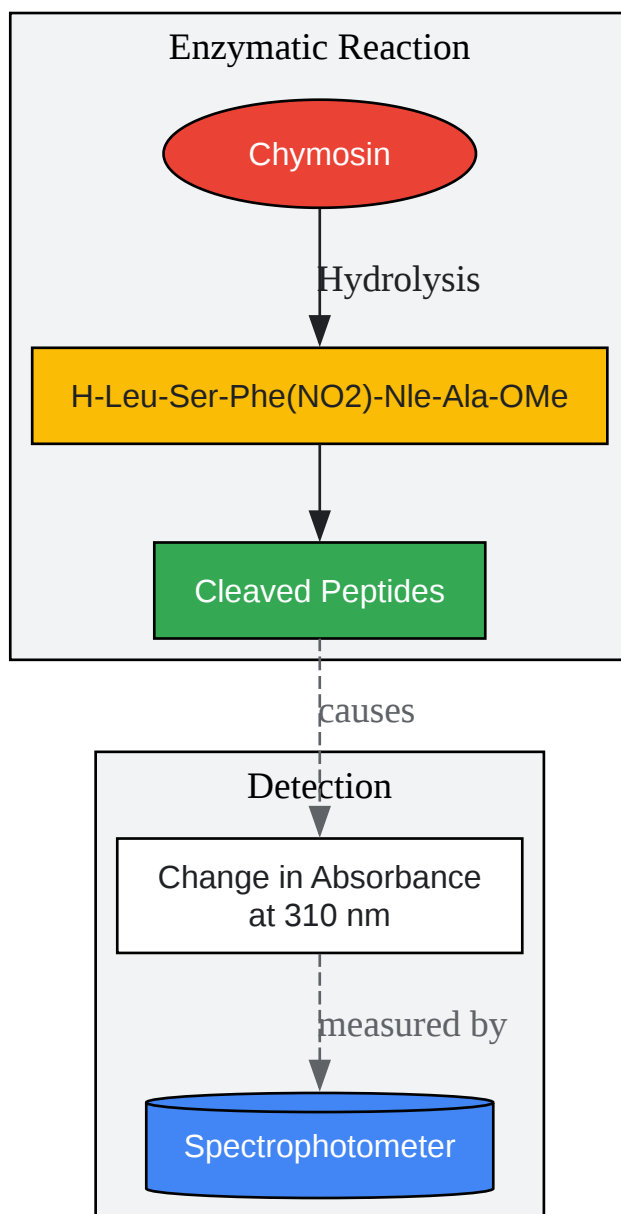 Enzymatic Reaction
Chymosin
Hydrolysis
H-Leu-Ser-Phe(NO2)-Nle-Ala-OMe
Cleaved Peptides
causes
Detection
Change in Absorbance
at 310 nm
measured by
Spectrophotometer